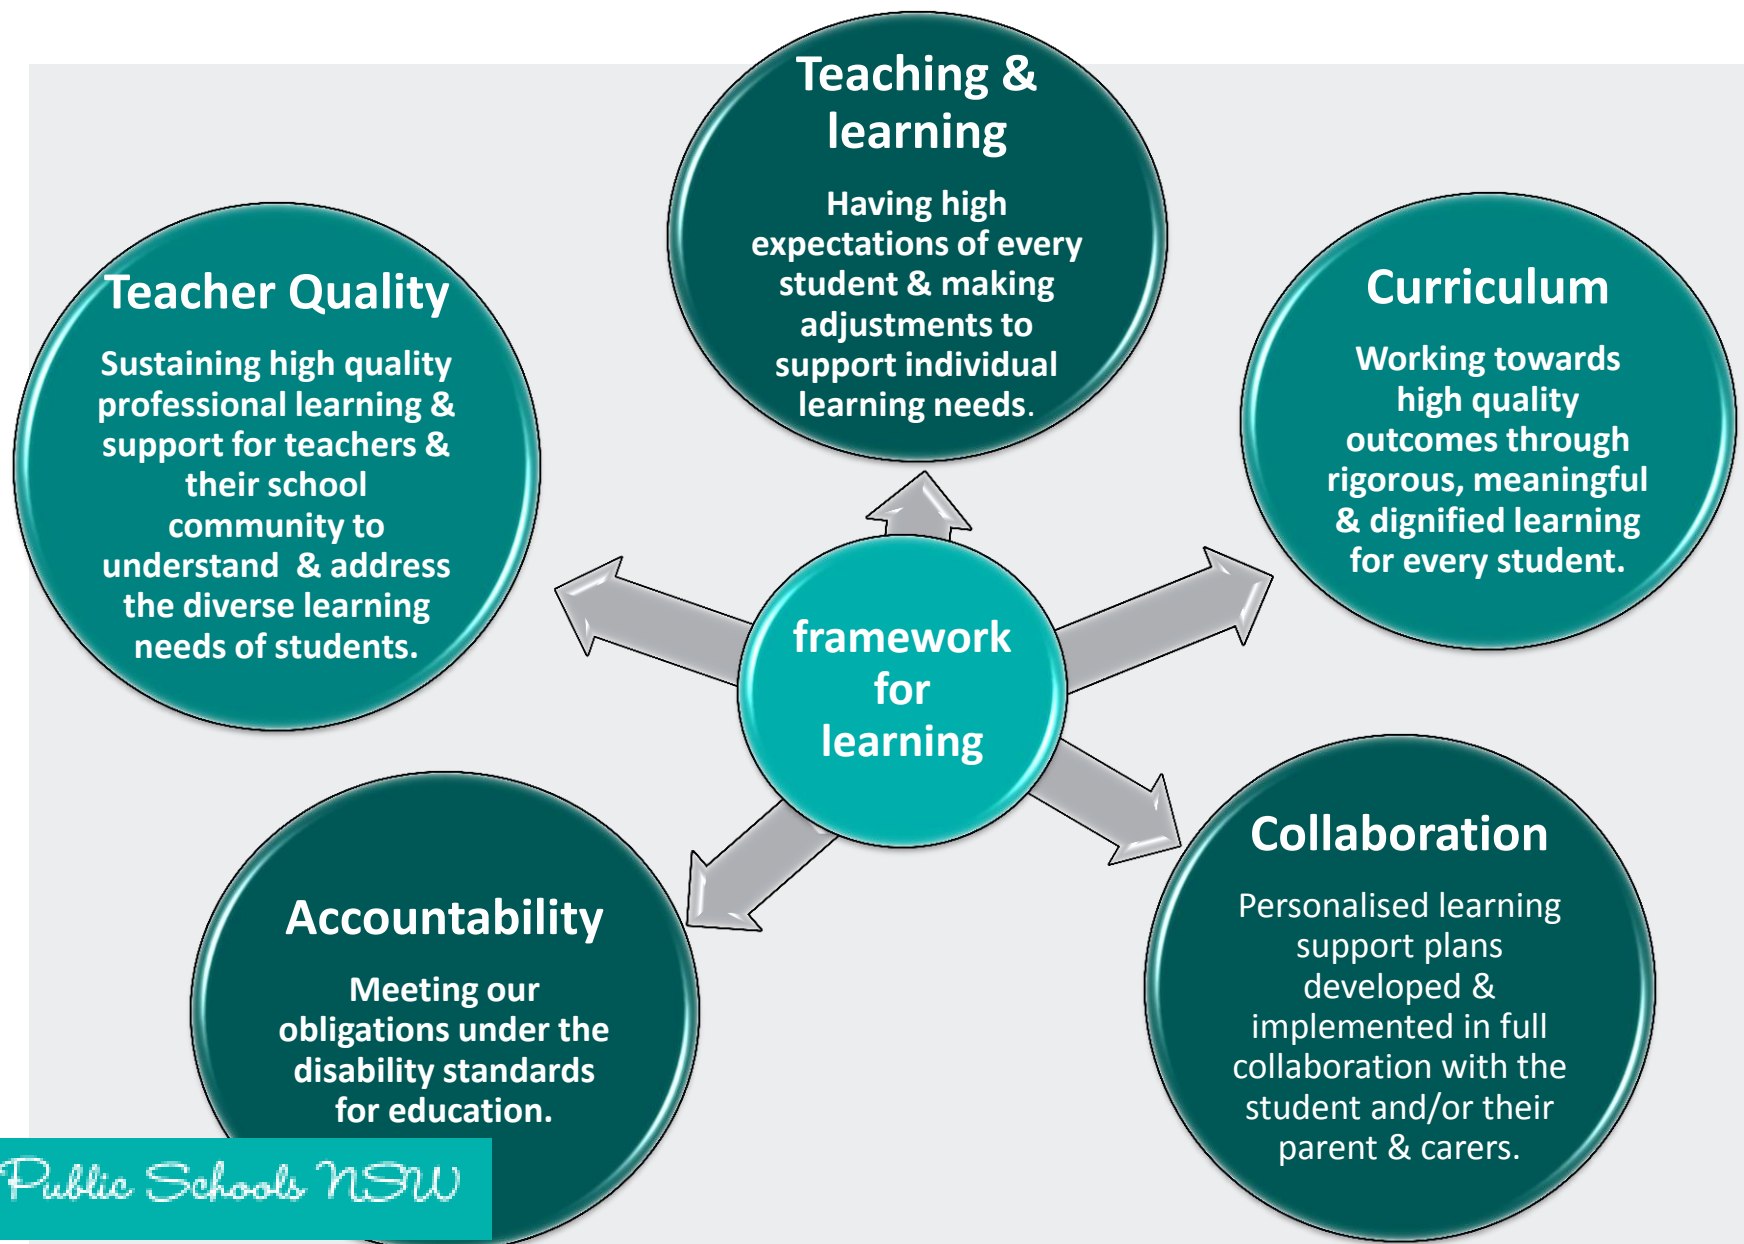 Teaching &
learning
Having high
expectations of every
student & making
adjustments to
support individual
learning needs.
Teacher Quality
Sustaining high quality
professional learning &
support for teachers &
their school
community to
understand & address
the diverse learning
needs of students.
Curriculum
Working towards
high quality
outcomes through
rigorous, meaningful
& dignified learning
for every student.
framework
for
learning
Accountability
Meeting our
obligations under the
disability standards
for education.
Collaboration
Personalised learning
support plans
developed &
implemented in full
collaboration with the
student and/or their
parent & carers.
Public Schools NSW